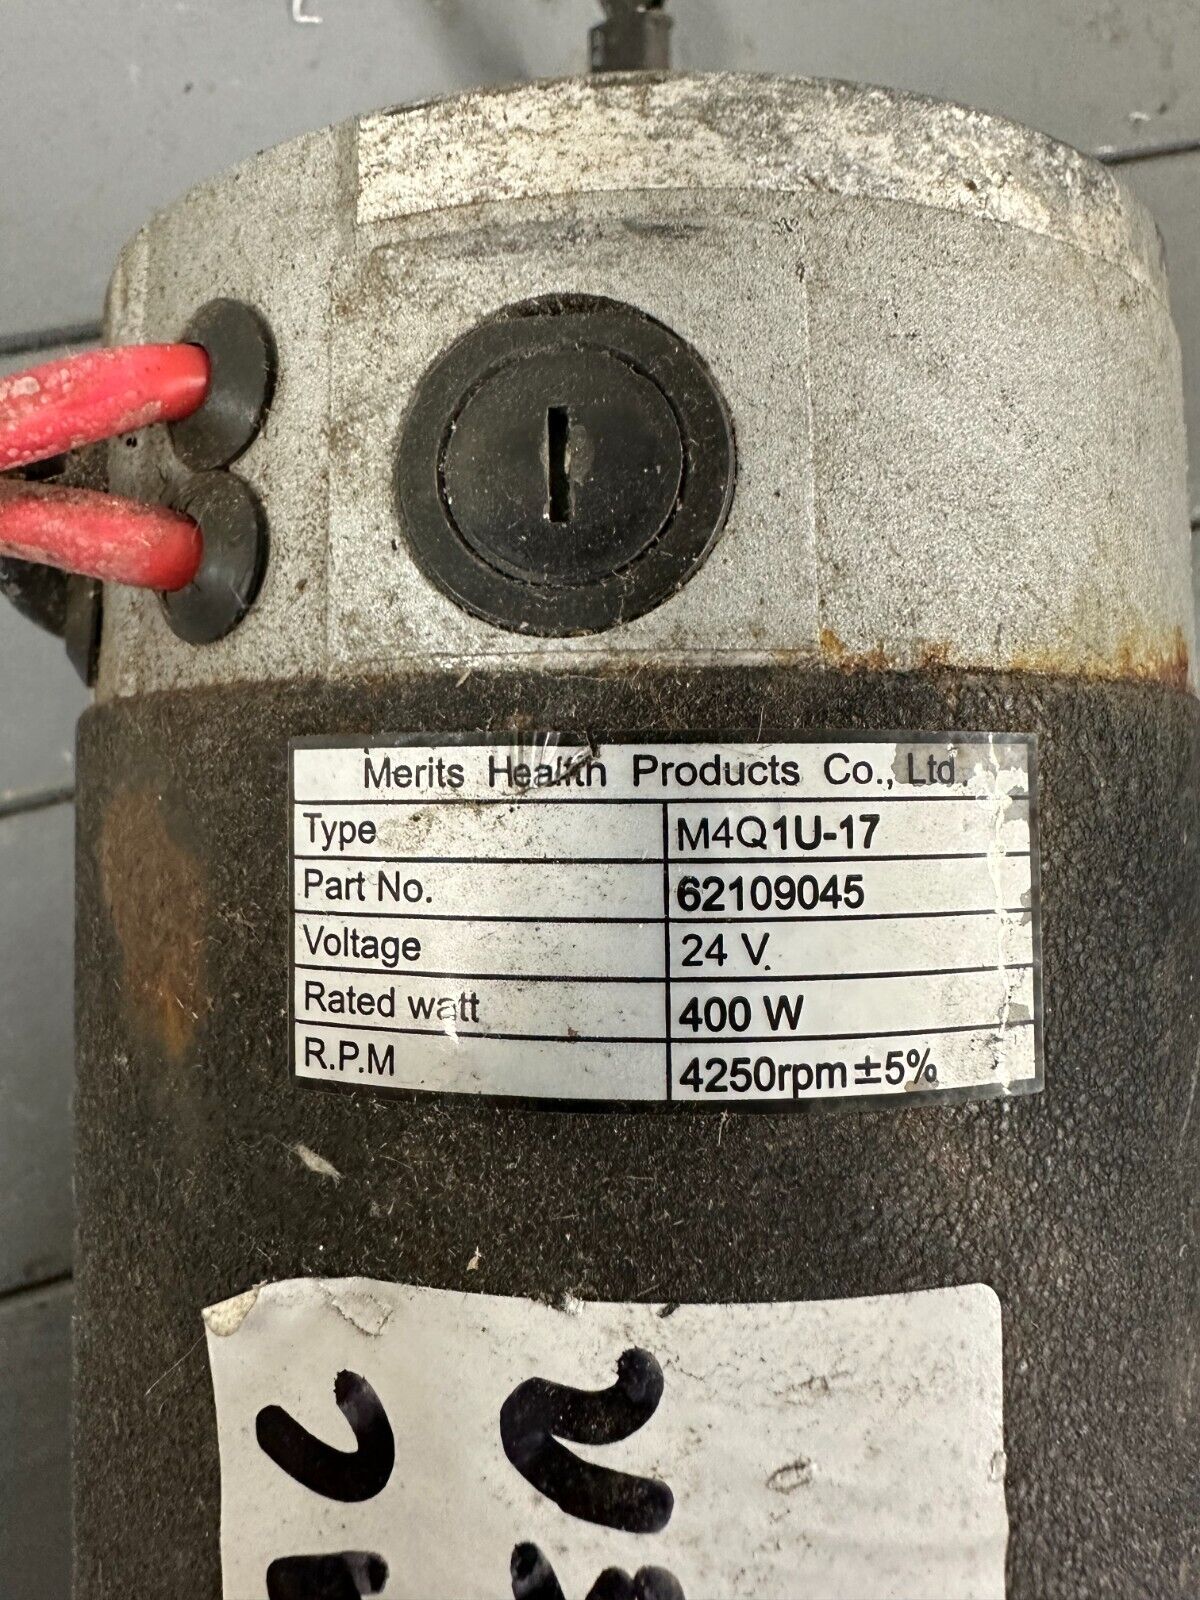 Merits Health Products Co., Ltd.
Type M4Q1U-17
Part No. 62109045
Voltage 24 V.
Rated watt 400 W
R.P.M 4250rpm ±5%